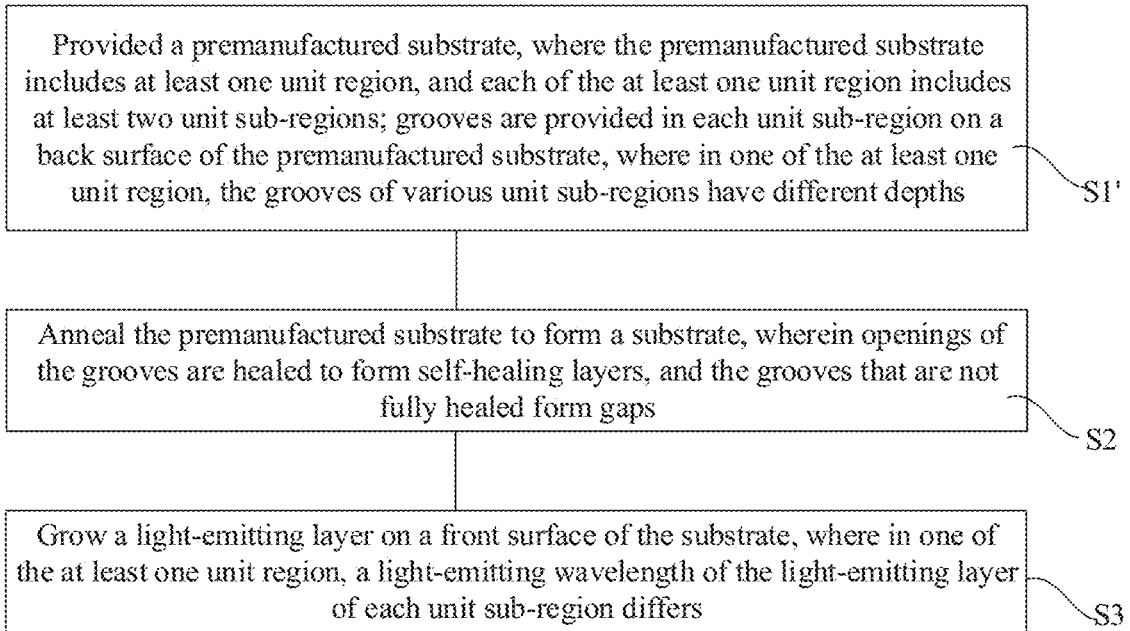 Provided a premanufactured substrate, where the premanufactured substrate
includes at least one unit region, and each of the at least one unit region includes
at least two unit sub-regions; grooves are provided in each unit sub-region on a
back surface of the premanufactured substrate, where in one of the at least one
unit region, the grooves of various unit sub-regions have different depths
S1'
Anneal the premanufactured substrate to form a substrate, wherein openings of
the grooves are healed to form self-healing layers, and the grooves that are not
fully healed form gaps
S2
Grow a light-emitting layer on a front surface of the substrate, where in one of
the at least one unit region, a light-emitting wavelength of the light-emitting layer
of each unit sub-region differs
S3